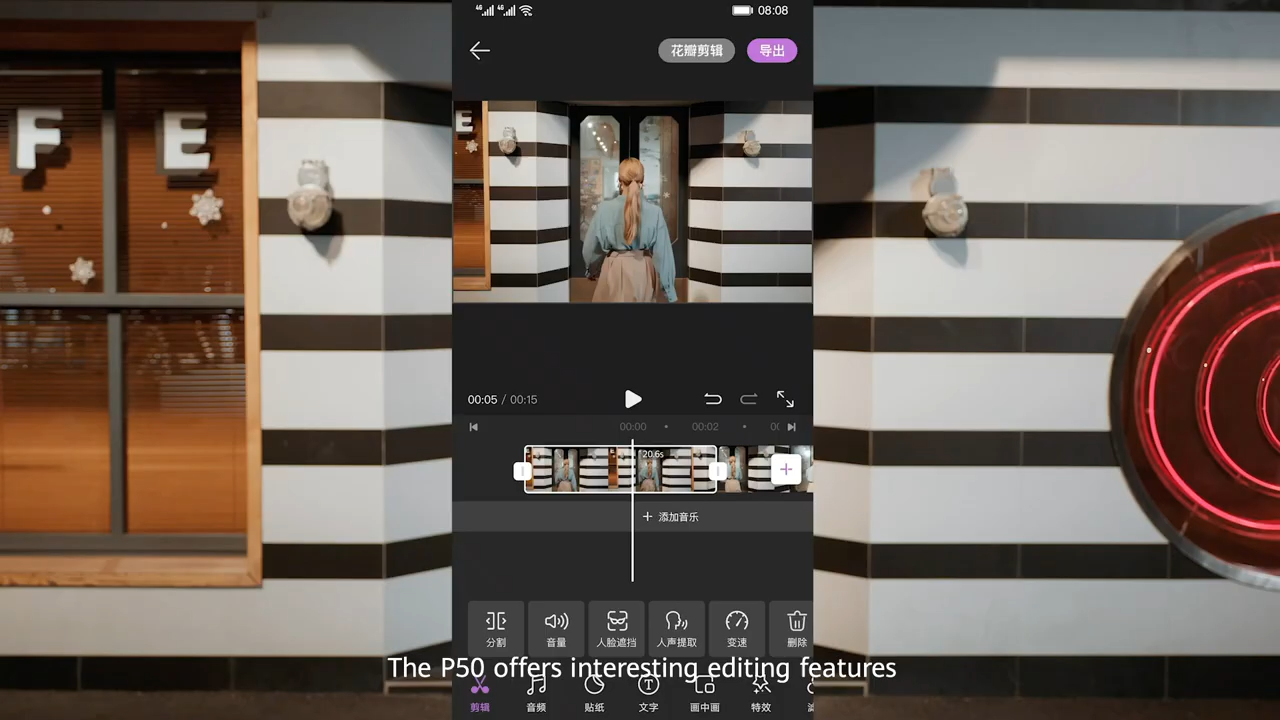 4G 4G 08:08
花瓣剪辑 导出
F E
E
00:05 / 00:15
00:00 00:02
20.6s
添加音乐
分割 音量 人脸遮挡 人声提取 变速 删除
The P50 offers interesting editing features
剪辑 音频 贴纸 文字 画中画 特效